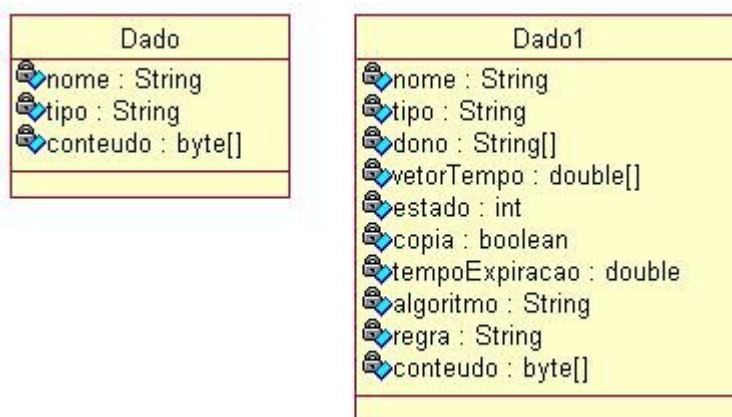 Dado
nome : String
tipo : String
conteudo : byte[]
Dado1
nome : String
tipo : String
dono : String[]
vetorTempo : double[]
estado : int
copia : boolean
tempoExpiracao : double
algoritmo : String
regra : String
conteudo : byte[]